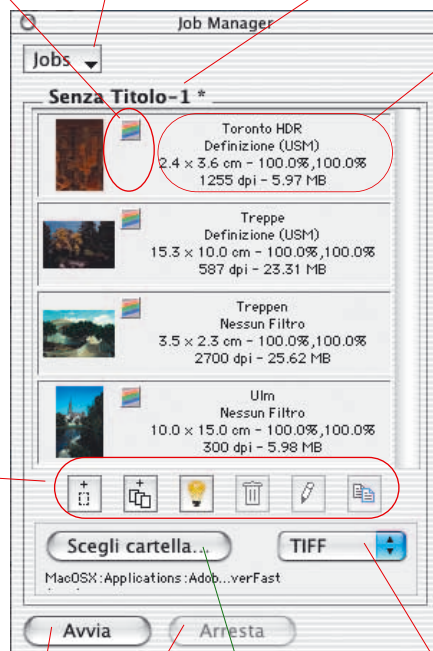 Job Manager
Jobs
Senza Titolo-1 *
Toronto HDR
Definizione (USM)
2.4 x 3.6 cm - 100.0%,100.0%
1255 dpi - 5.97 MB
Treppe
Definizione (USM)
15.3 x 10.0 cm - 100.0%,100.0%
587 dpi - 23.31 MB
Treppen
Nessun Filtro
3.5 x 2.3 cm - 100.0%,100.0%
2700 dpi - 25.62 MB
Ulm
Nessun Filtro
10.0 x 15.0 cm - 100.0%,100.0%
300 dpi - 5.98 MB
Scegli cartella... TIFF
MacOSX:Applications:Adob...verFast
Avvia Arresta